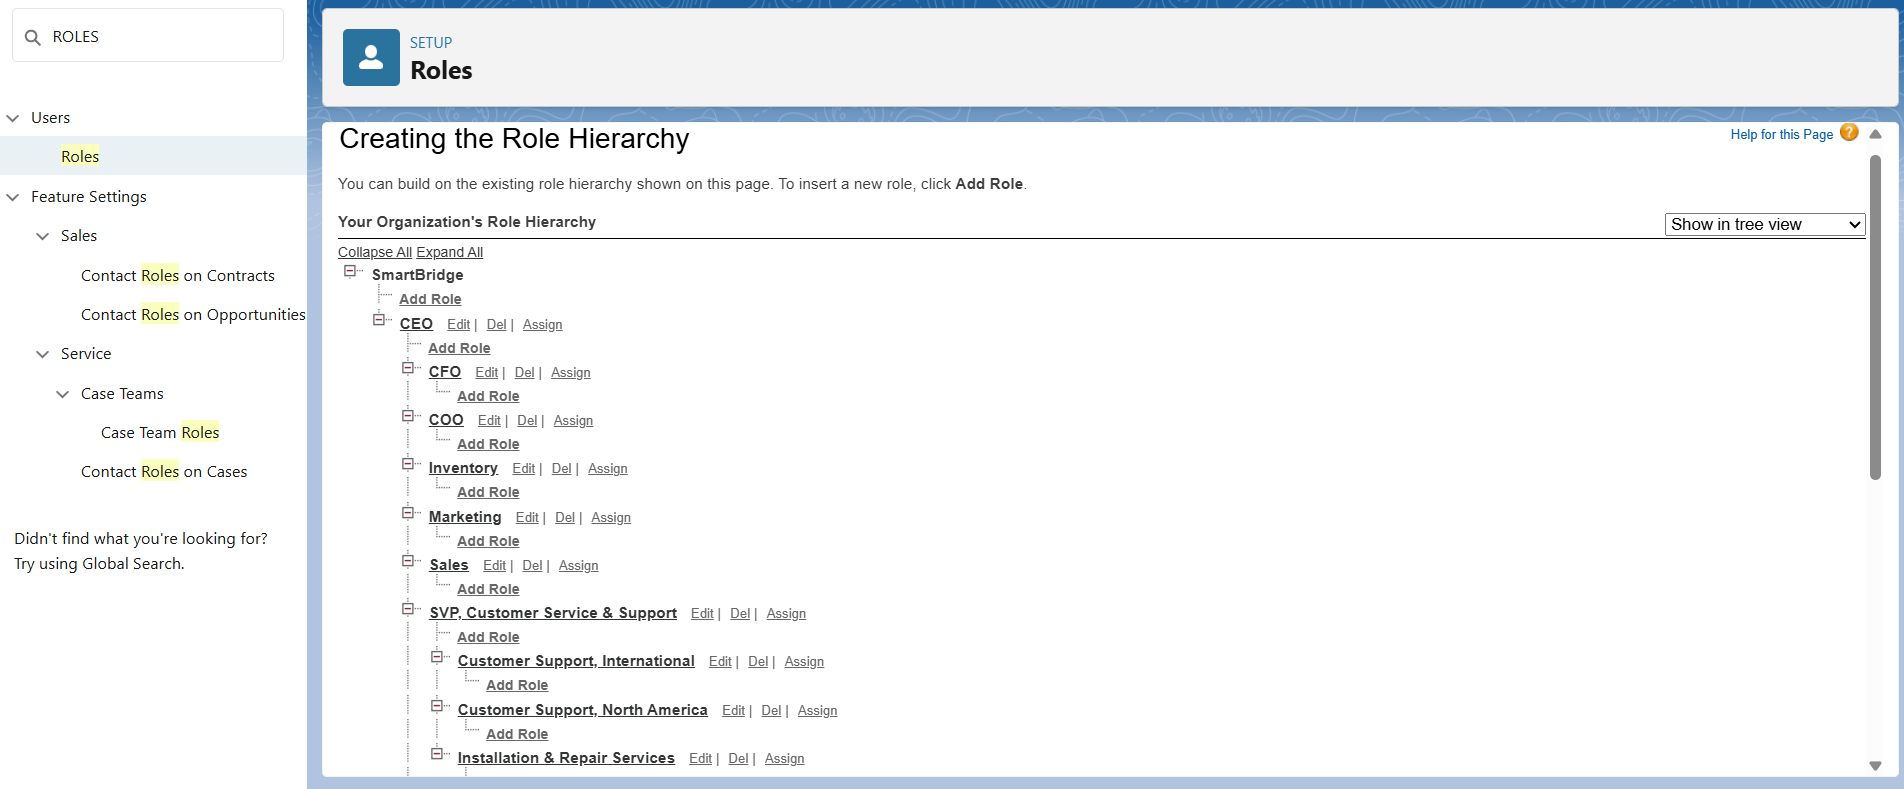 ROLES
Users
Roles
Feature Settings
Sales
Contact Roles on Contracts
Contact Roles on Opportunities
Service
Case Teams
Case Team Roles
Contact Roles on Cases
Didn't find what you're looking for?
Try using Global Search.
SETUP
Roles
Creating the Role Hierarchy
Help for this Page ?
You can build on the existing role hierarchy shown on this page. To insert a new role, click Add Role.
Your Organization's Role Hierarchy
Show in tree view
Collapse All Expand All
SmartBridge
Add Role
CEO Edit | Del | Assign
Add Role
CFO Edit | Del | Assign
Add Role
COO Edit | Del | Assign
Add Role
Inventory Edit | Del | Assign
Add Role
Marketing Edit | Del | Assign
Add Role
Sales Edit | Del | Assign
Add Role
SVP, Customer Service & Support Edit | Del | Assign
Add Role
Customer Support, International Edit | Del | Assign
Add Role
Customer Support, North America Edit | Del | Assign
Add Role
Installation & Repair Services Edit | Del | Assign